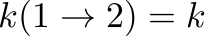 k(1 → 2) = k